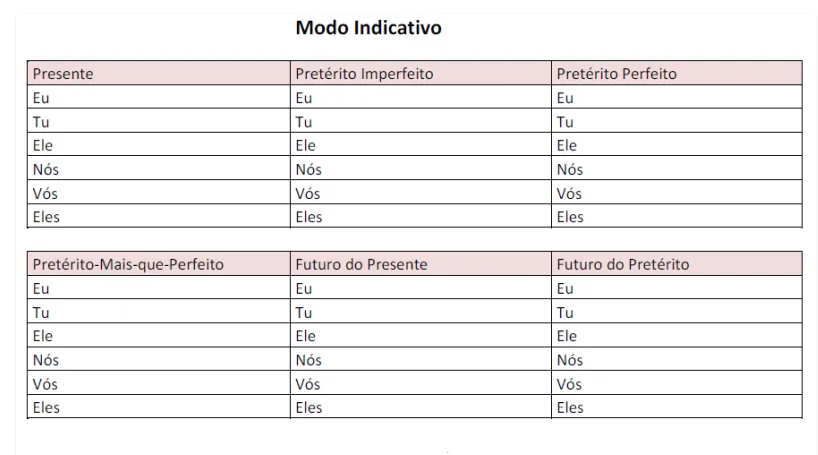 Modo Indicativo
Presente Pretérito Imperfeito Pretérito Perfeito
Eu Eu Eu
Tu Tu Tu
Ele Ele Ele
Nós Nós Nós
Vós Vós Vós
Eles Eles Eles
Pretérito-Mais-que-Perfeito Futuro do Presente Futuro do Pretérito
Eu Eu Eu
Tu Tu Tu
Ele Ele Ele
Nós Nós Nós
Vós Vós Vós
Eles Eles Eles